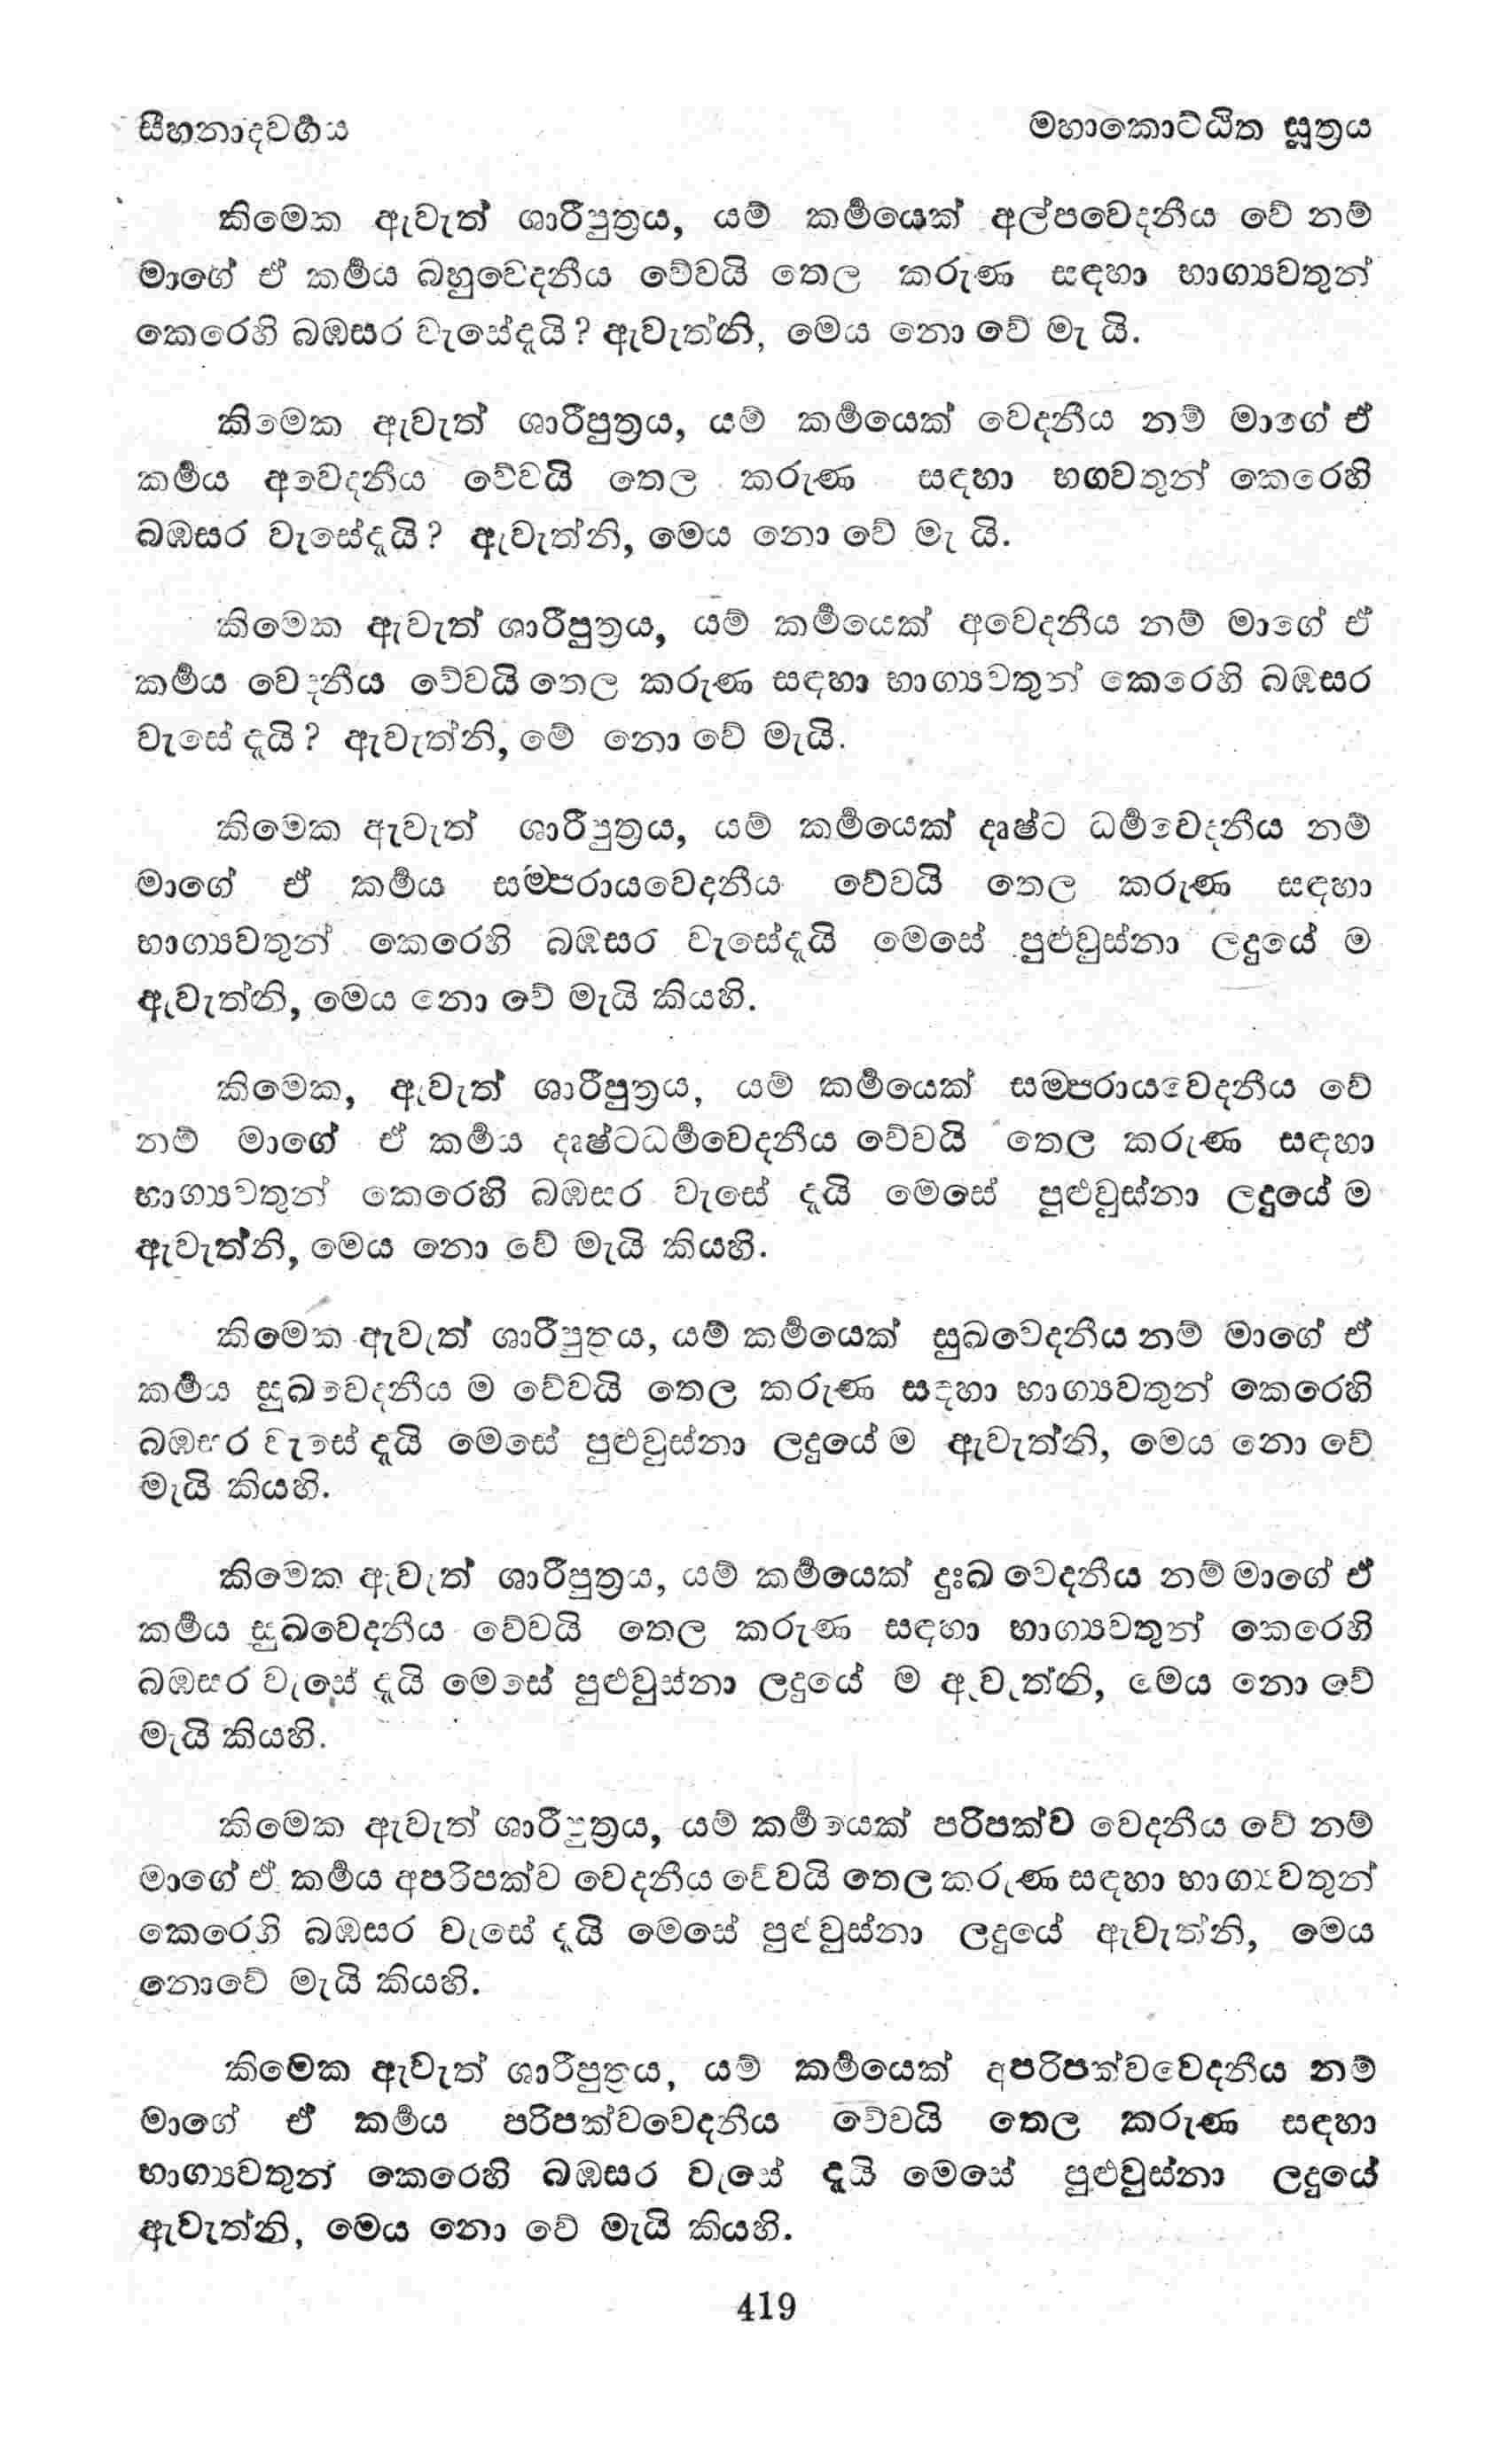 සීහනාදවර්‍ගය
මහාකොට්ඨිත සූත්‍රය
කිමෙක ඇවැත් ශාරීපුත්‍රය, යම් කර්‍මයෙක් අල්පවෙදනීය වේ නම්
මාගේ ඒ කර්‍මය බහුවෙදනීය වේවයි තෙල කරුණ සඳහා භාග්‍යවතුන්
කෙරෙහි බඹසර වැසේදැයි? ඇවැත්නි, මෙය නො වේ මැ යි.
කිමෙක ඇවැත් ශාරීපුත්‍රය, යම් කර්‍මයෙක් වෙදනීය නම් මාගේ ඒ
කර්‍මය අවෙදනීය වේවයි තෙල කරුණ සඳහා භගවතුන් කෙරෙහි
බඹසර වැසේදැයි? ඇවැත්නි, මෙය නො වේ මැ යි.
කිමෙක ඇවැත් ශාරීපුත්‍රය, යම් කර්‍මයෙක් අවෙදනීය නම් මාගේ ඒ
කර්‍මය වෙදනීය වේවයි තෙල කරුණ සඳහා භාග්‍යවතුන් කෙරෙහි බඹසර
වැසේ දැයි? ඇවැත්නි, මේ නො වේ මැයි.
කිමෙක ඇවැත් ශාරීපුත්‍රය, යම් කර්‍මයෙක් දෘෂ්ට ධර්‍මවෙදනීය නම්
මාගේ ඒ කර්‍මය සම්පරායවෙදනීය වේවයි තෙල කරුණ සඳහා
භාග්‍යවතුන් කෙරෙහි බඹසර වැසේදැයි මෙසේ පුළුවුස්නා ලදුයේ ම
ඇවැත්නි, මෙය නො වේ මැයි කියහි.
කිමෙක, ඇවැත් ශාරීපුත්‍රය, යම් කර්‍මයෙක් සම්පරායවෙදනීය වේ
නම් මාගේ ඒ කර්‍මය දෘෂ්ටධර්‍මවෙදනීය වේවයි තෙල කරුණ සඳහා
භාග්‍යවතුන් කෙරෙහි බඹසර වැසේ දැයි මෙසේ පුළුවුස්නා ලදුයේ ම
ඇවැත්නි, මෙය නො වේ මැයි කියහි.
කිමෙක ඇවැත් ශාරීපුත්‍රය, යම් කර්‍මයෙක් සුඛවෙදනීය නම් මාගේ ඒ
කර්‍මය සුඛවෙදනීය ම වේවයි තෙල කරුණ සඳහා භාග්‍යවතුන් කෙරෙහි
බඹසර වැසේ දැයි මෙසේ පුළුවුස්නා ලදුයේ ම ඇවැත්නි, මෙය නො වේ
මැයි කියහි.
කිමෙක ඇවැත් ශාරීපුත්‍රය, යම් කර්‍මයෙක් දුඃඛ වෙදනීය නම් මාගේ ඒ
කර්‍මය සුඛවෙදනීය වේවයි තෙල කරුණ සඳහා භාග්‍යවතුන් කෙරෙහි
බඹසර වැසේ දැයි මෙසේ පුළුවුස්නා ලදුයේ ම ඇවැත්නි, මෙය නො වේ
මැයි කියහි.
කිමෙක ඇවැත් ශාරීපුත්‍රය, යම් කර්‍මයෙක් පරිපක්ව වෙදනීය වේ නම්
මාගේ ඒ කර්‍මය අපරිපක්ව වෙදනීය වේවයි තෙල කරුණ සඳහා භාග්‍යවතුන්
කෙරෙහි බඹසර වැසේ දැයි මෙසේ පුළුවුස්නා ලදුයේ ඇවැත්නි, මෙය
නොවේ මැයි කියහි.
කිමෙක ඇවැත් ශාරීපුත්‍රය, යම් කර්‍මයෙක් අපරිපක්වවෙදනීය නම්
මාගේ ඒ කර්‍මය පරිපක්වවෙදනීය වේවයි තෙල කරුණ සඳහා
භාග්‍යවතුන් කෙරෙහි බඹසර වැසේ දැයි මෙසේ පුළුවුස්නා ලදුයේ
ඇවැත්නි, මෙය නො වේ මැයි කියහි.
419